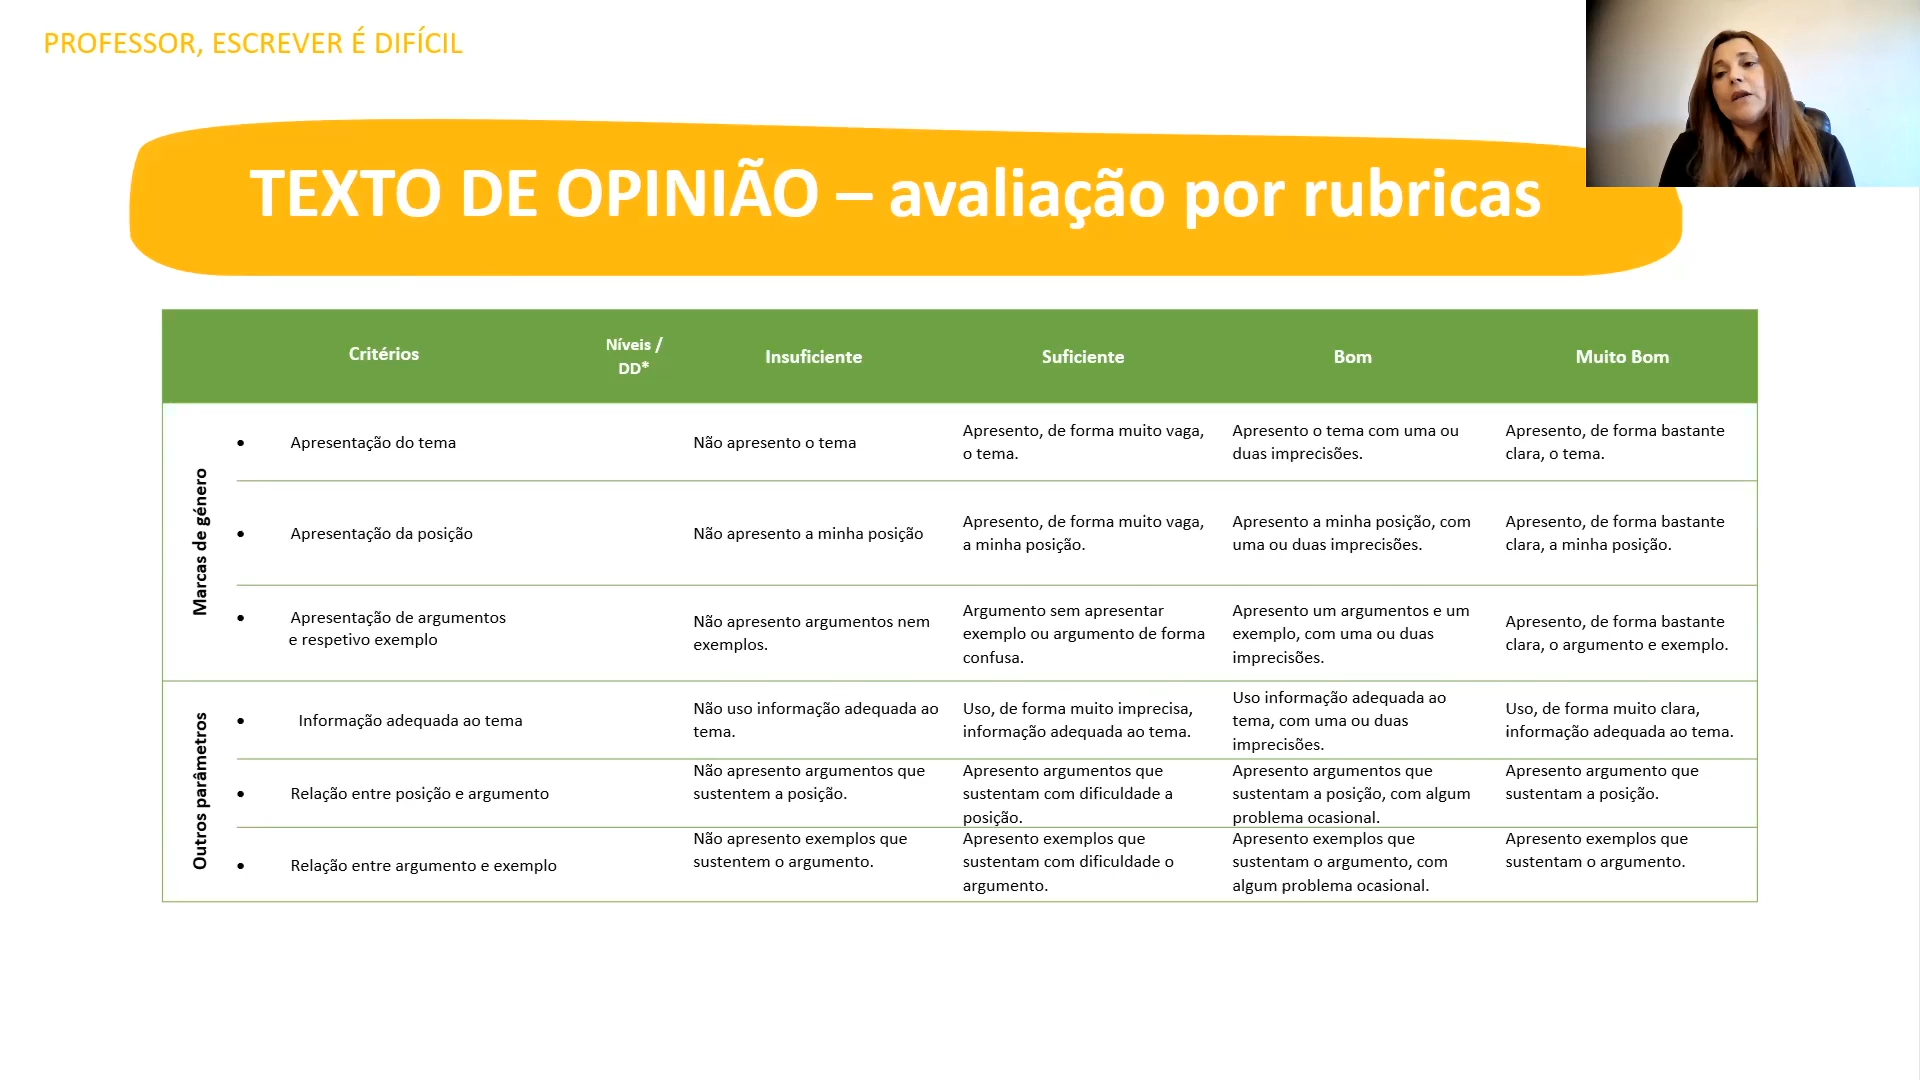 PROFESSOR, ESCREVER É DIFÍCIL
TEXTO DE OPINIÃO – avaliação por rubricas
Critérios
Níveis /
DD*
Insuficiente
Suficiente
Bom
Muito Bom
Marcas de género
• Apresentação do tema
Não apresento o tema
Apresento, de forma muito vaga,
o tema.
Apresento o tema com uma ou
duas imprecisões.
Apresento, de forma bastante
clara, o tema.
• Apresentação da posição
Não apresento a minha posição
Apresento, de forma muito vaga,
a minha posição.
Apresento a minha posição, com
uma ou duas imprecisões.
Apresento, de forma bastante
clara, a minha posição.
• Apresentação de argumentos
e respetivo exemplo
Não apresento argumentos nem
exemplos.
Argumento sem apresentar
exemplo ou argumento de forma
confusa.
Apresento um argumentos e um
exemplo, com uma ou duas
imprecisões.
Apresento, de forma bastante
clara, o argumento e exemplo.
Outros parâmetros
• Informação adequada ao tema
Não uso informação adequada ao
tema.
Uso, de forma muito imprecisa,
informação adequada ao tema.
Uso informação adequada ao
tema, com uma ou duas
imprecisões.
Uso, de forma muito clara,
informação adequada ao tema.
• Relação entre posição e argumento
Não apresento argumentos que
sustentem a posição.
Apresento argumentos que
sustentam com dificuldade a
posição.
Apresento argumentos que
sustentam a posição, com algum
problema ocasional.
Apresento argumento que
sustentam a posição.
• Relação entre argumento e exemplo
Não apresento exemplos que
sustentem o argumento.
Apresento exemplos que
sustentam com dificuldade o
argumento.
Apresento exemplos que
sustentam o argumento, com
algum problema ocasional.
Apresento exemplos que
sustentam o argumento.